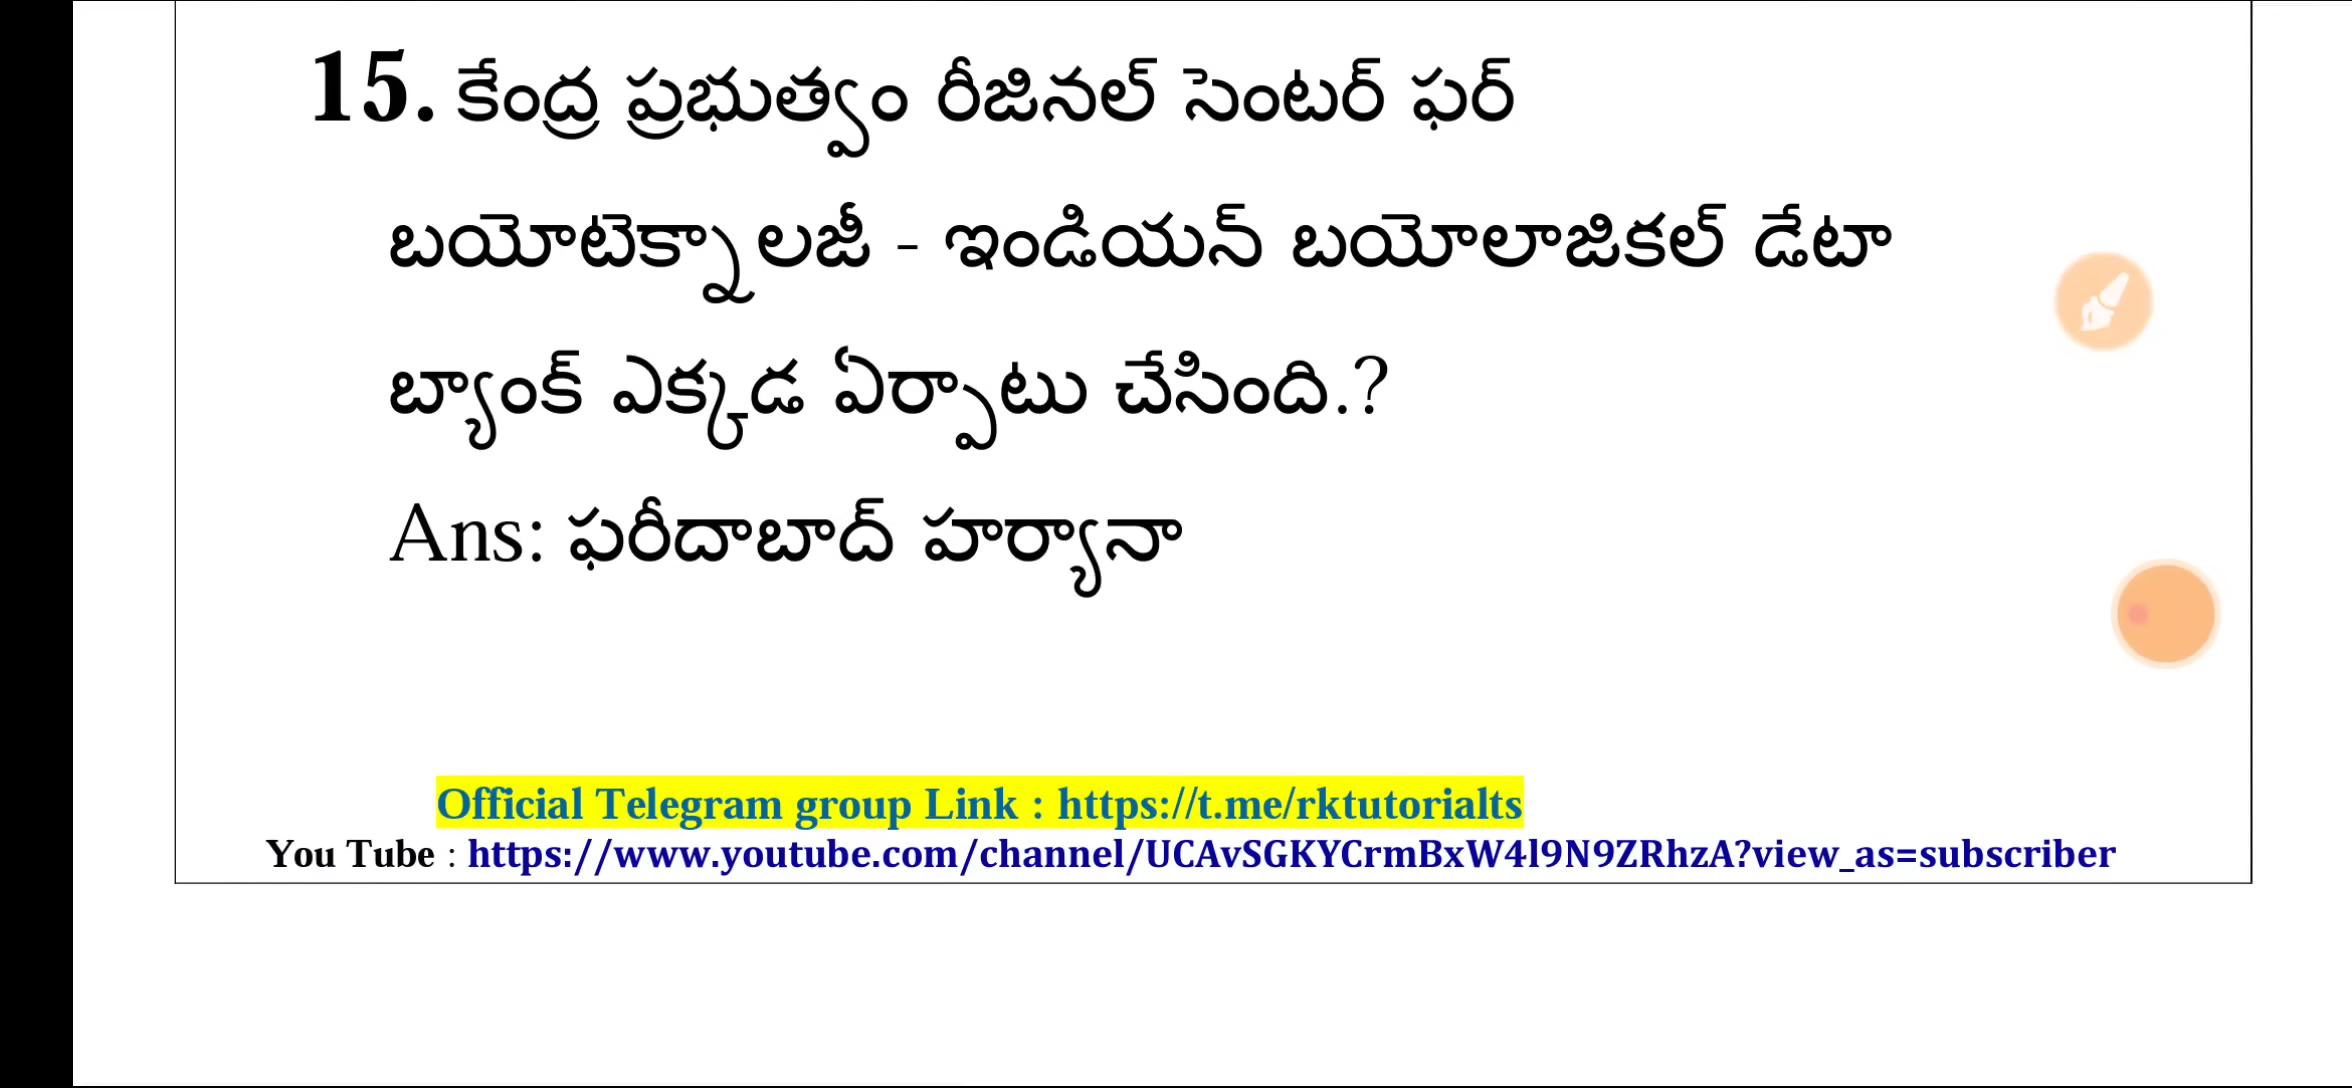 15. కేంద్ర ప్రభుత్వం రీజినల్ సెంటర్ ఫర్
బయోటెక్నాలజీ - ఇండియన్ బయోలాజికల్ డేటా
బ్యాంక్ ఎక్కడ ఏర్పాటు చేసింది.?
Ans: ఫరీదాబాద్ హర్యానా
Official Telegram group Link : https://t.me/rktutorialts
You Tube : https://www.youtube.com/channel/UCAvSGKYCrmBxW4l9N9ZRhzA?view_as=subscriber